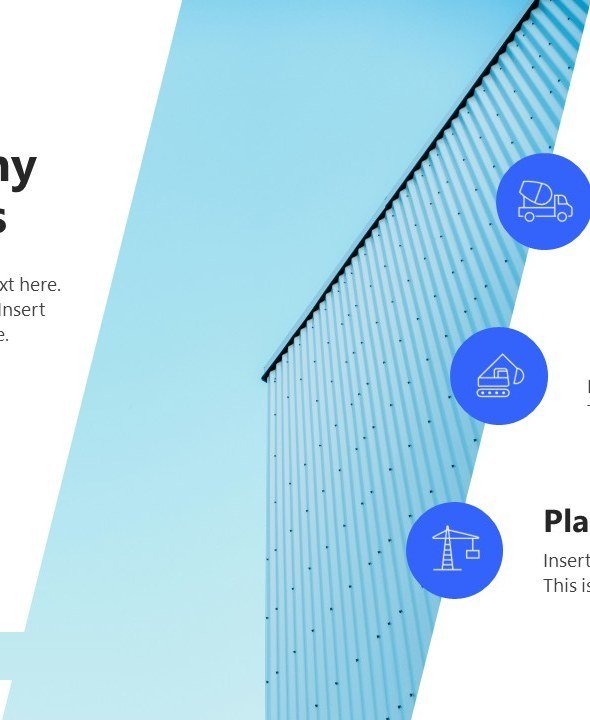 ny
s
xt here.
Insert
e.
Pla
Insert
This is